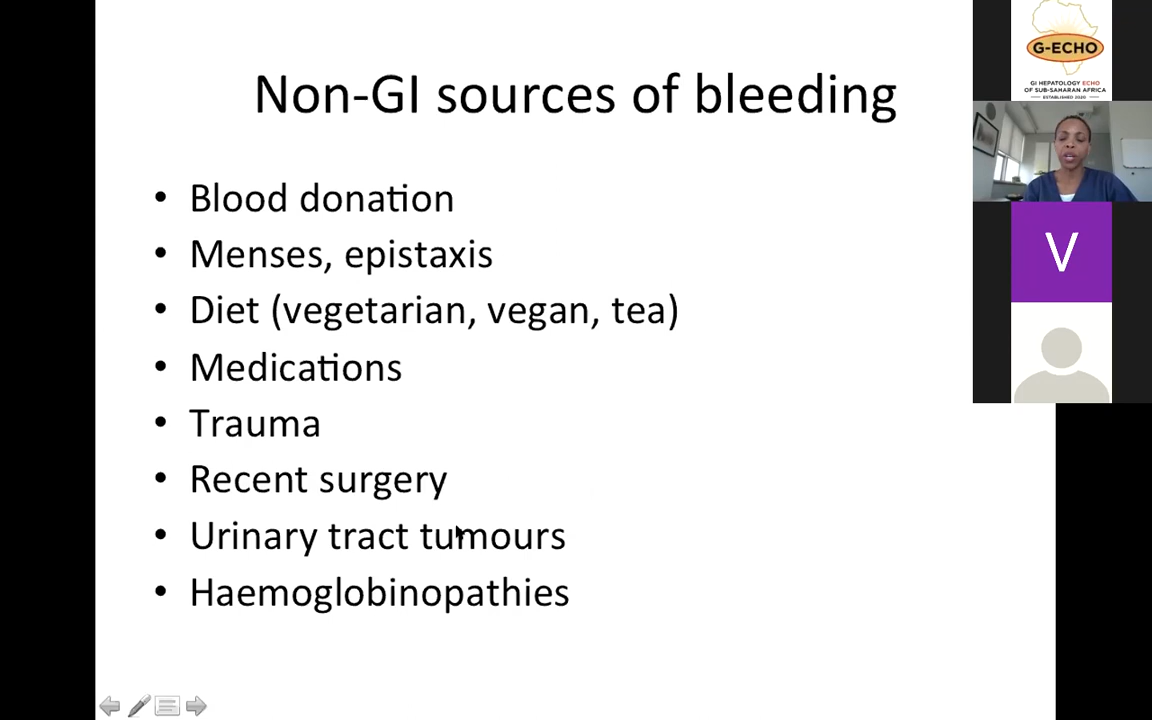 Non-GI sources of bleeding
• Blood donation
• Menses, epistaxis
• Diet (vegetarian, vegan, tea)
• Medications
• Trauma
• Recent surgery
• Urinary tract tumours
• Haemoglobinopathies
G-ECHO
GI HEPATOLOGY ECHO
OF SUB-SAHARAN AFRICA
ESTABLISHED 2020
V